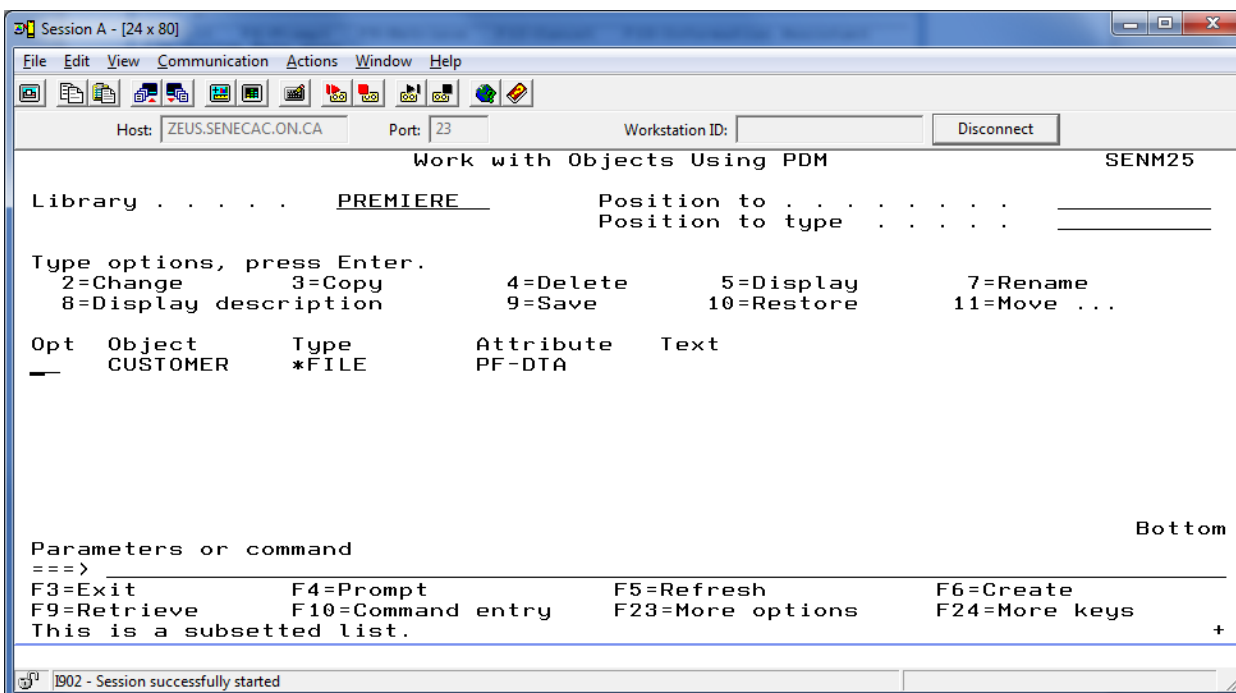 Session A - [24 x 80]
File Edit View Communication Actions Window Help
Host: ZEUS.SENECAC.ON.CA Port: 23 Workstation ID: Disconnect
Work with Objects Using PDM SENM25
Library . . . . . PREMIERE Position to . . . . . . . .
Position to type . . . . .
Type options, press Enter.
2=Change 3=Copy 4=Delete 5=Display 7=Rename
8=Display description 9=Save 10=Restore 11=Move ...
Opt Object Type Attribute Text
CUSTOMER *FILE PF-DTA
Bottom
Parameters or command
===>
F3=Exit F4=Prompt F5=Refresh F6=Create
F9=Retrieve F10=Command entry F23=More options F24=More keys
This is a subsetted list. +
I902 - Session successfully started